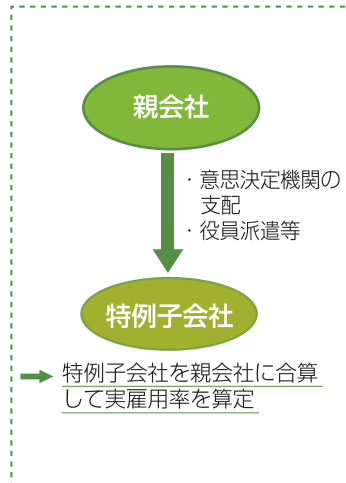 親会社
・意思決定機関の
支配
・役員派遣等
特例子会社
特例子会社を親会社に合算
して実雇用率を算定